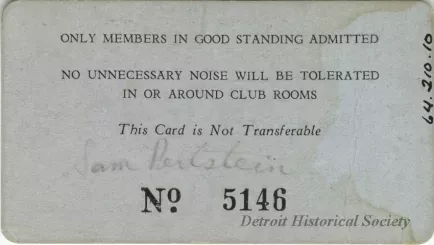 ONLY MEMBERS IN GOOD STANDING ADMITTED
NO UNNECESSARY NOISE WILL BE TOLERATED
IN OR AROUND CLUB ROOMS
This Card is Not Transferable
Sam
No. 5146
Detroit Historical Society
64.210.10